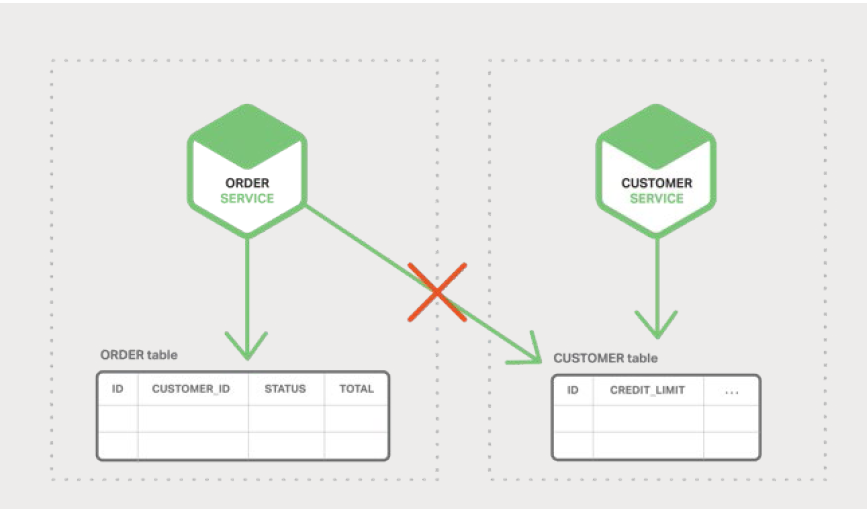 ORDER
SERVICE
CUSTOMER
SERVICE
ORDER table
ID CUSTOMER_ID STATUS TOTAL
CUSTOMER table
ID CREDIT_LIMIT ...